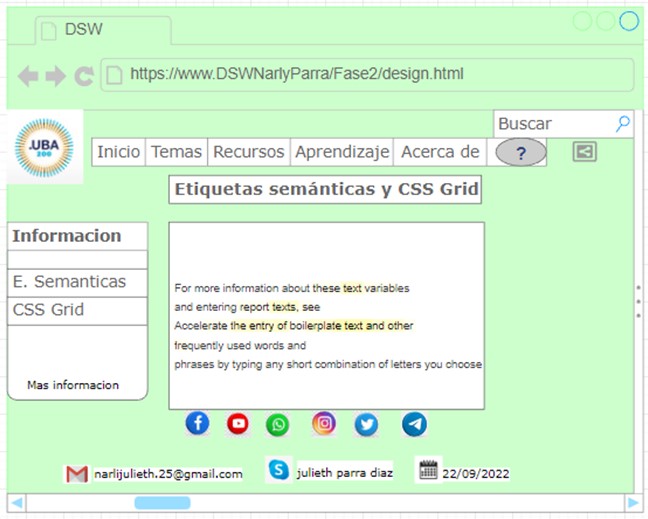 DSW
https://www.DSWNarlyParra/Fase2/design.html
Buscar
.UBA
200
Inicio Temas Recursos Aprendizaje Acerca de ?
Etiquetas semánticas y CSS Grid
Informacion
E. Semanticas
CSS Grid
Mas informacion
For more information about these text variables
and entering report texts, see
Accelerate the entry of boilerplate text and other
frequently used words and
phrases by typing any short combination of letters you choose
narlijulieth.25@gmail.com julieth parra diaz 22/09/2022